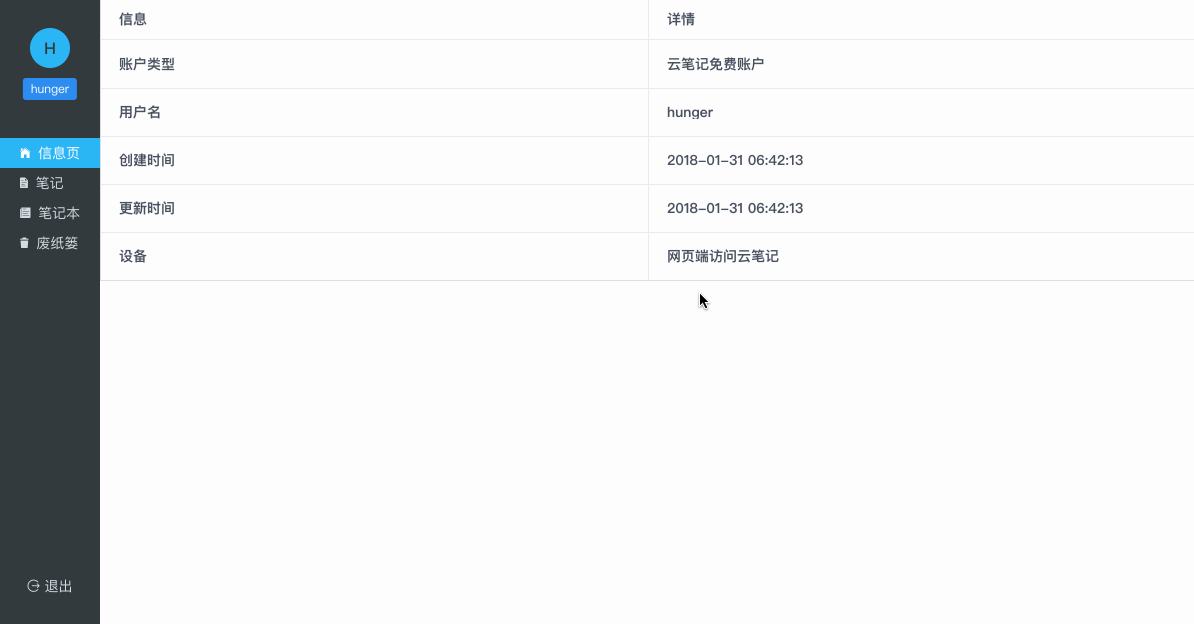 H
hunger
信息页
笔记
笔记本
废纸篓
退出
信息 详情
账户类型 云笔记免费账户
用户名 hunger
创建时间 2018-01-31 06:42:13
更新时间 2018-01-31 06:42:13
设备 网页端访问云笔记